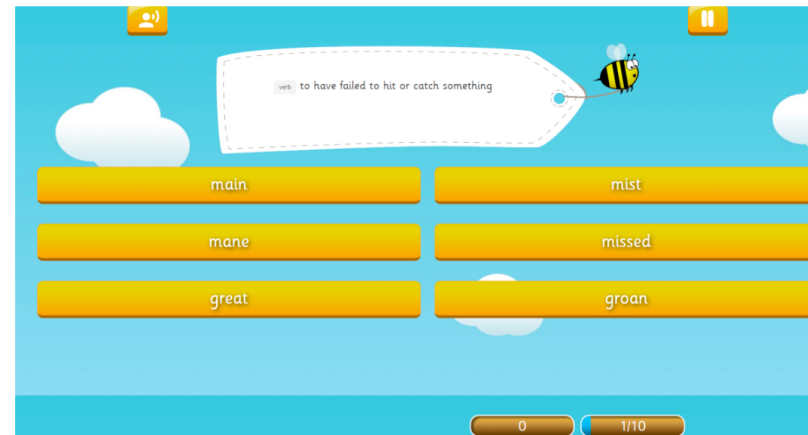 verb to have failed to hit or catch something
main mist
mane missed
great groan
0 1/10